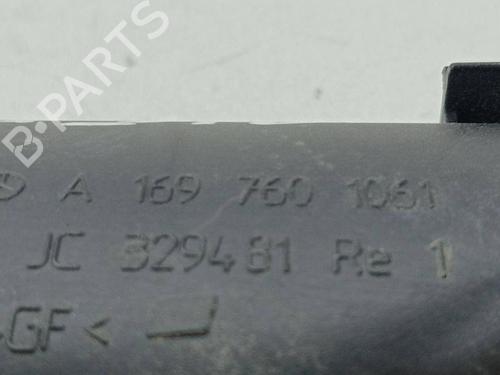 B-PARTS
A 169 760 1061
JC 329481 Re 1
GF<